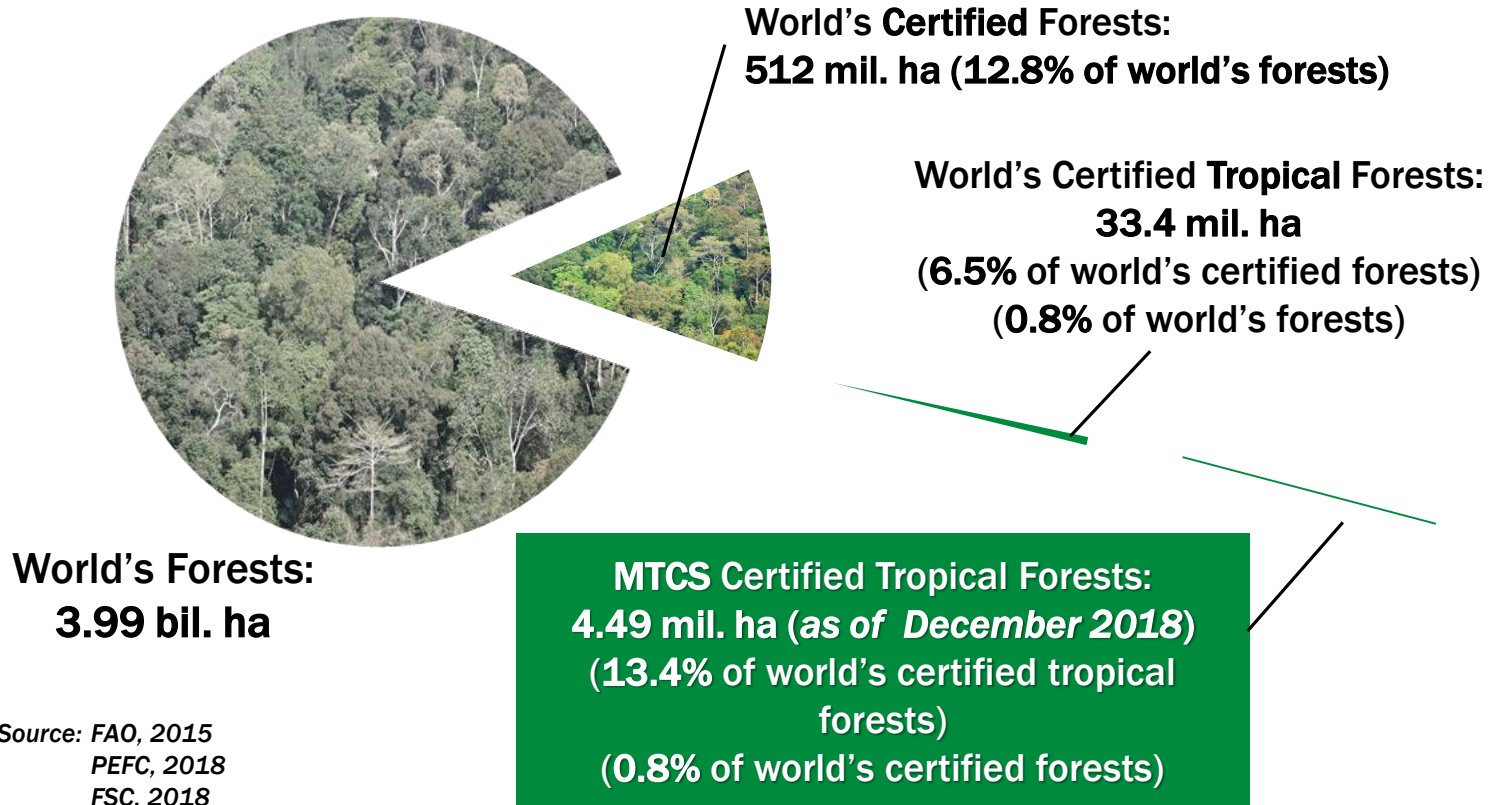 World's Certified Forests:
512 mil. ha (12.8% of world's forests)
World's Certified Tropical Forests:
33.4 mil. ha
(6.5% of world's certified forests)
(0.8% of world's forests)
World's Forests:
3.99 bil. ha
MTCS Certified Tropical Forests:
4.49 mil. ha (as of December 2018)
(13.4% of world's certified tropical
forests)
(0.8% of world's certified forests)
Source: FAO, 2015
PEFC, 2018
FSC, 2018